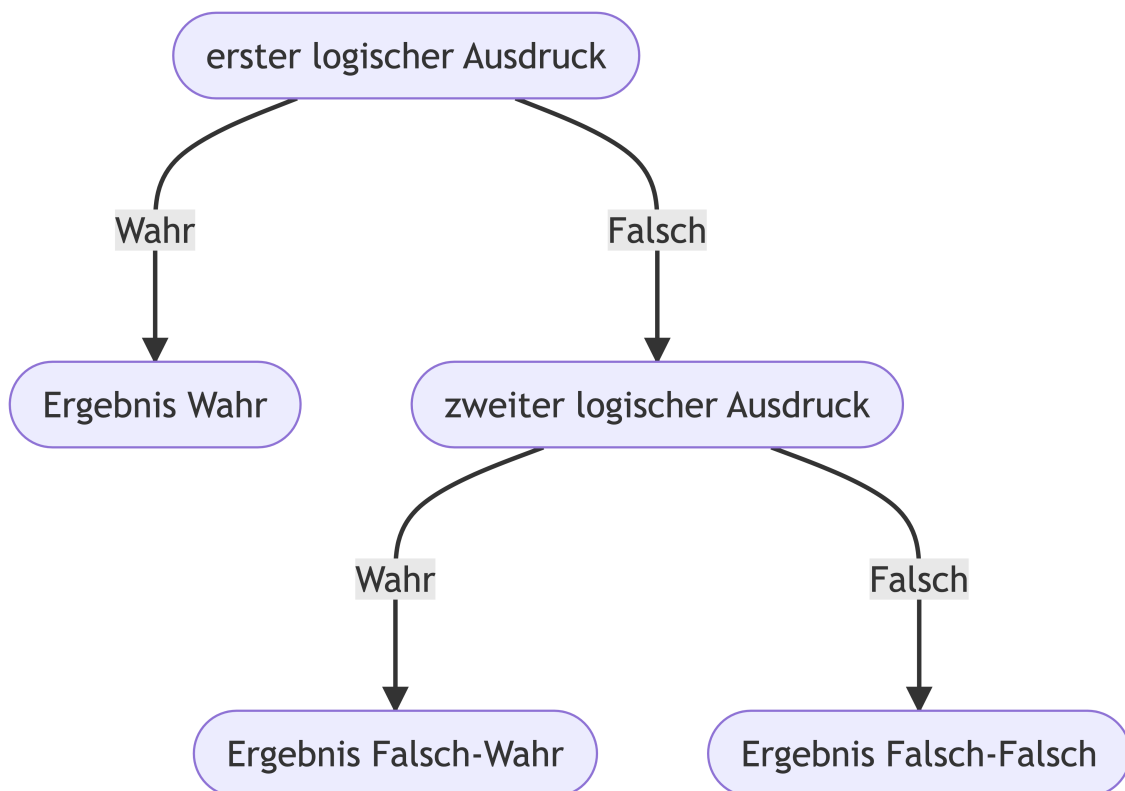 erster logischer Ausdruck
Wahr
Falsch
Ergebnis Wahr
zweiter logischer Ausdruck
Wahr
Falsch
Ergebnis Falsch-Wahr
Ergebnis Falsch-Falsch